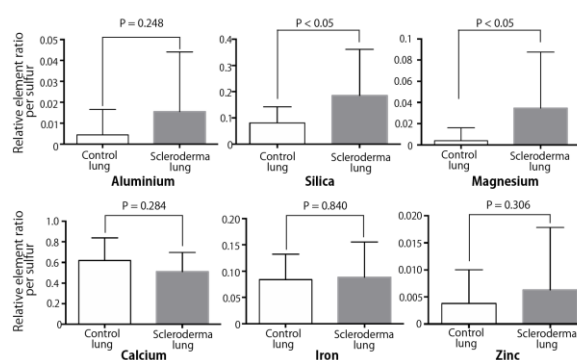 P = 0.248
P < 0.05
P < 0.05
Relative element ratio
per sulfur
0.05
0.04
0.03
0.02
0.01
0
0.4
0.3
0.2
0.1
0
0.1
0.08
0.06
0.04
0.02
0
Control
lung
Scleroderma
lung
Control
lung
Scleroderma
lung
Control
lung
Scleroderma
lung
Aluminium
Silica
Magnesium
P = 0.284
P = 0.840
P = 0.306
Relative element ratio
per sulfur
1.0
0.8
0.6
0.4
0.2
0
0.20
0.15
0.10
0.05
0.00
0.020
0.015
0.010
0.005
0.000
Control
lung
Scleroderma
lung
Control
lung
Scleroderma
lung
Control
lung
Scleroderma
lung
Calcium
Iron
Zinc